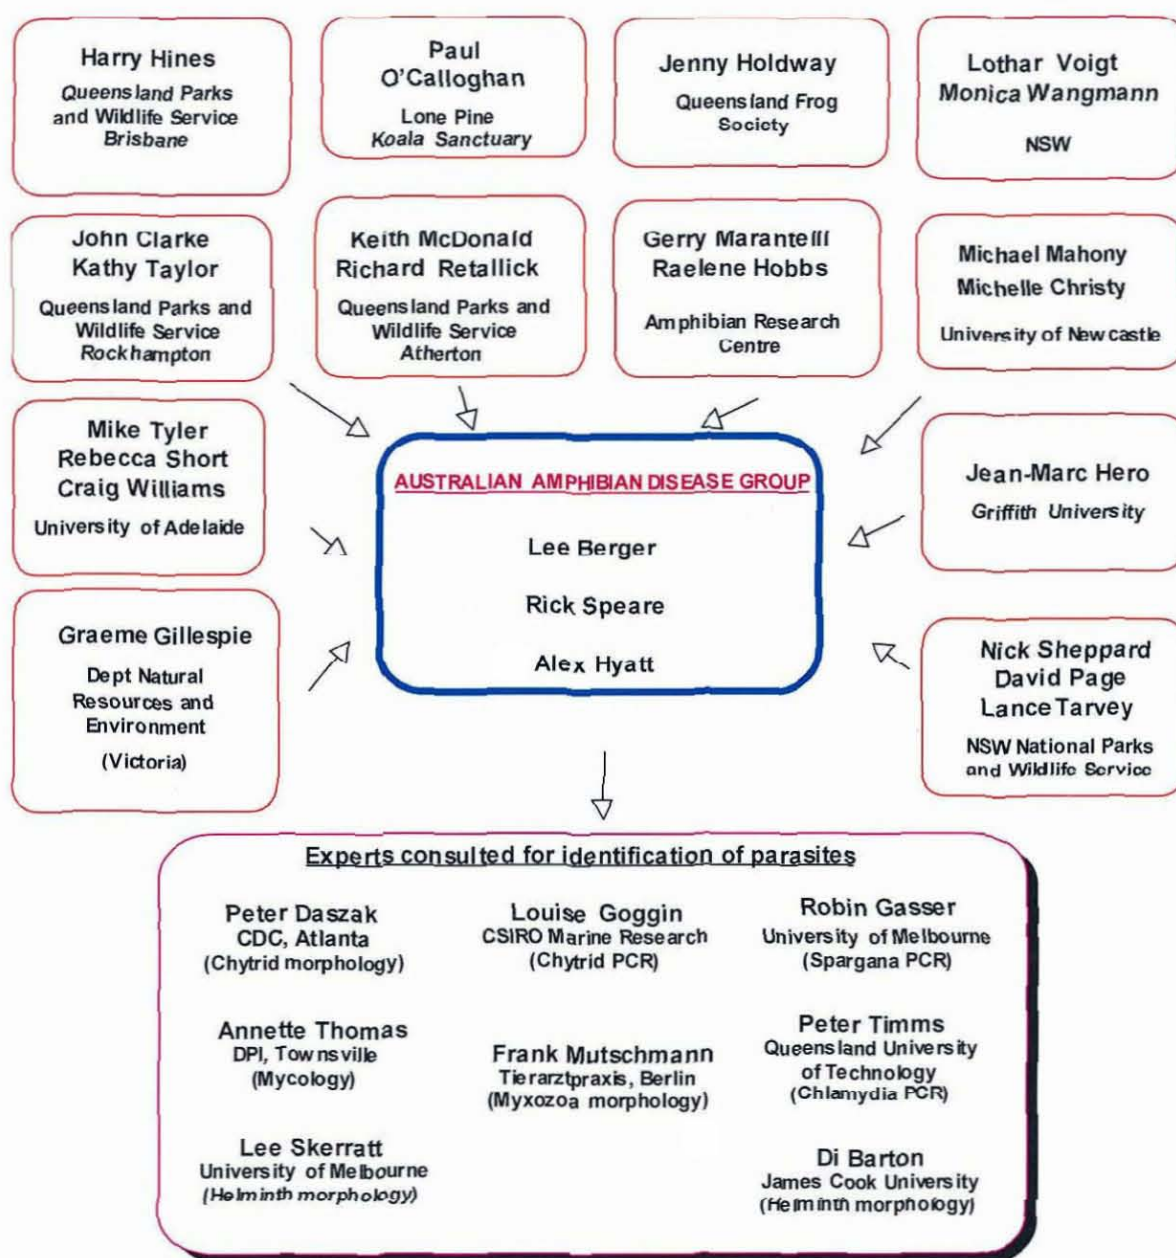 Harry Hines
Queensland Parks
and Wildlife Service
Brisbane
Paul
O'Calloghan
Lone Pine
Koala Sanctuary
Jenny Holdway
Queensland Frog
Society
Lothar Voigt
Monica Wangmann
NSW
John Clarke
Kathy Taylor
Queensland Parks and
Wildlife Service
Rockhampton
Keith McDonald
Richard Retallick
Queensland Parks and
Wildlife Service
Atherton
Gerry Marantelli
Raelene Hobbs
Amphibian Research
Centre
Michael Mahony
Michelle Christy
University of Newcastle
Mike Tyler
Rebecca Short
Craig Williams
University of Adelaide
AUSTRALIAN AMPHIBIAN DISEASE GROUP
Lee Berger
Rick Speare
Alex Hyatt
Jean-Marc Hero
Griffith University
Graeme Gillespie
Dept Natural
Resources and
Environment
(Victoria)
Nick Sheppard
David Page
Lance Tarvey
NSW National Parks
and Wildlife Service
Experts consulted for identification of parasites
Peter Daszak
CDC, Atlanta
(Chytrid morphology)
Louise Goggin
CSIRO Marine Research
(Chytrid PCR)
Robin Gasser
University of Melbourne
(Spargana PCR)
Annette Thomas
DPI, Townsville
(Mycology)
Frank Mutschmann
Tierarztpraxis, Berlin
(Myxozoa morphology)
Peter Timms
Queensland University
of Technology
(Chlamydia PCR)
Lee Skerratt
University of Melbourne
(Helminth morphology)
Di Barton
James Cook University
(Helminth morphology)